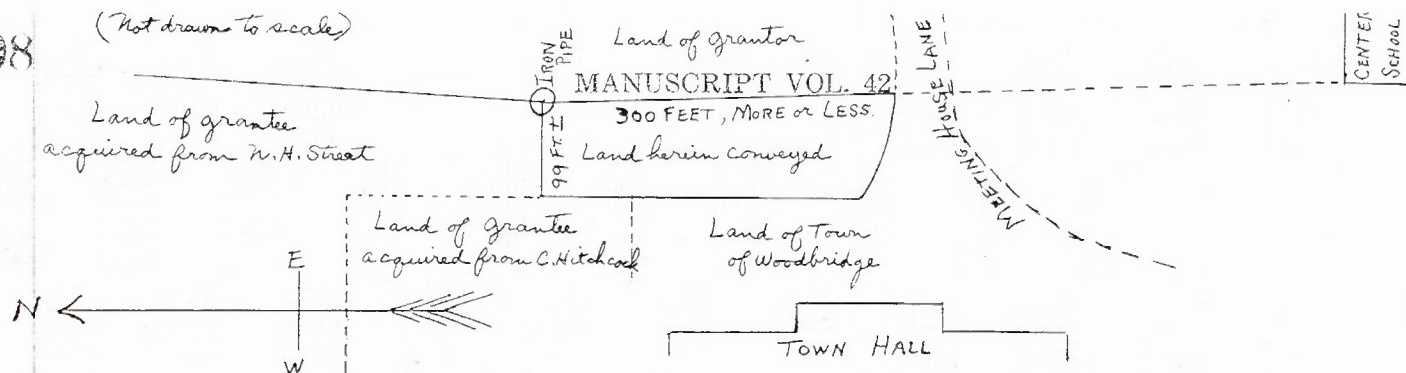 98
(Not drawn to scale)
Land of grantor
IRON
PIPE
MANUSCRIPT VOL. 42
300 FEET, MORE or LESS.
99 FT. ±
Land herein conveyed
Land of grantee
acquired from N.H. Street
MEETING HOUSE LANE
CENTER
SCHOOL
Land of Grantee
acquired from C. Hitchcock
Land of Town
of Woodbridge
E
N
W
TOWN HALL